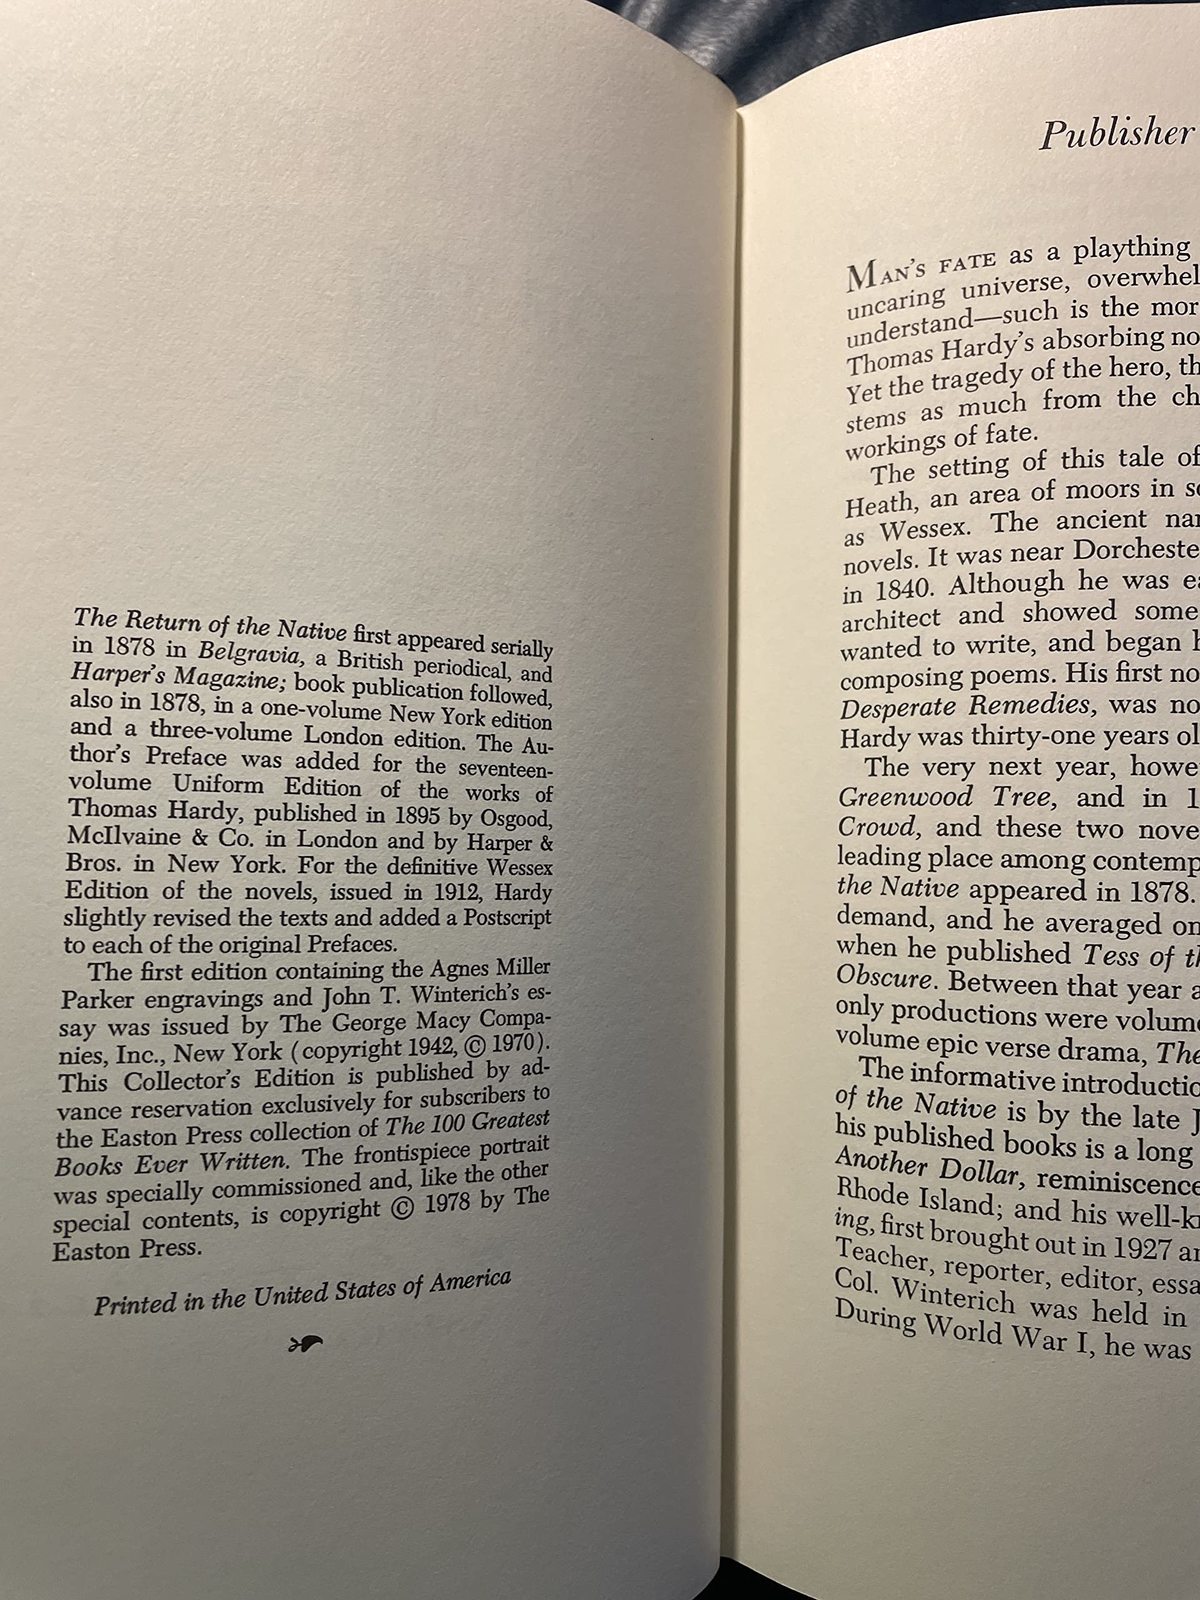 The Return of the Native first appeared serially
in 1878 in Belgravia, a British periodical, and
Harper's Magazine; book publication followed,
also in 1878, in a one-volume New York edition
and a three-volume London edition. The Au-
thor's Preface was added for the seventeen-
volume Uniform Edition of the works of
Thomas Hardy, published in 1895 by Osgood,
McIlvaine & Co. in London and by Harper &
Bros. in New York. For the definitive Wessex
Edition of the novels, issued in 1912, Hardy
slightly revised the texts and added a Postscript
to each of the original Prefaces.
The first edition containing the Agnes Miller
Parker engravings and John T. Winterich's es-
say was issued by The George Macy Compa-
nies, Inc., New York (copyright 1942, © 1970).
This Collector's Edition is published by ad-
vance reservation exclusively for subscribers to
the Easton Press collection of The 100 Greatest
Books Ever Written. The frontispiece portrait
was specially commissioned and, like the other
special contents, is copyright © 1978 by The
Easton Press.
Printed in the United States of America
Publisher
MAN'S FATE as a plaything
uncaring universe, overwhel
understand—such is the mor
Thomas Hardy's absorbing no
Yet the tragedy of the hero, th
stems as much from the ch
workings of fate.
The setting of this tale of
Heath, an area of moors in so
as Wessex. The ancient nar
novels. It was near Dorcheste
in 1840. Although he was ea
architect and showed some
wanted to write, and began h
composing poems. His first no
Desperate Remedies, was no
Hardy was thirty-one years ol
The very next year, howe
Greenwood Tree, and in 1
Crowd, and these two nove
leading place among contemp
the Native appeared in 1878.
demand, and he averaged on
when he published Tess of th
Obscure. Between that year a
only productions were volume
volume epic verse drama, The
The informative introductio
of the Native is by the late J
his published books is a long
Another Dollar, reminiscence
Rhode Island; and his well-k
ing, first brought out in 1927 an
Teacher, reporter, editor, essa
Col. Winterich was held in
During World War I, he was